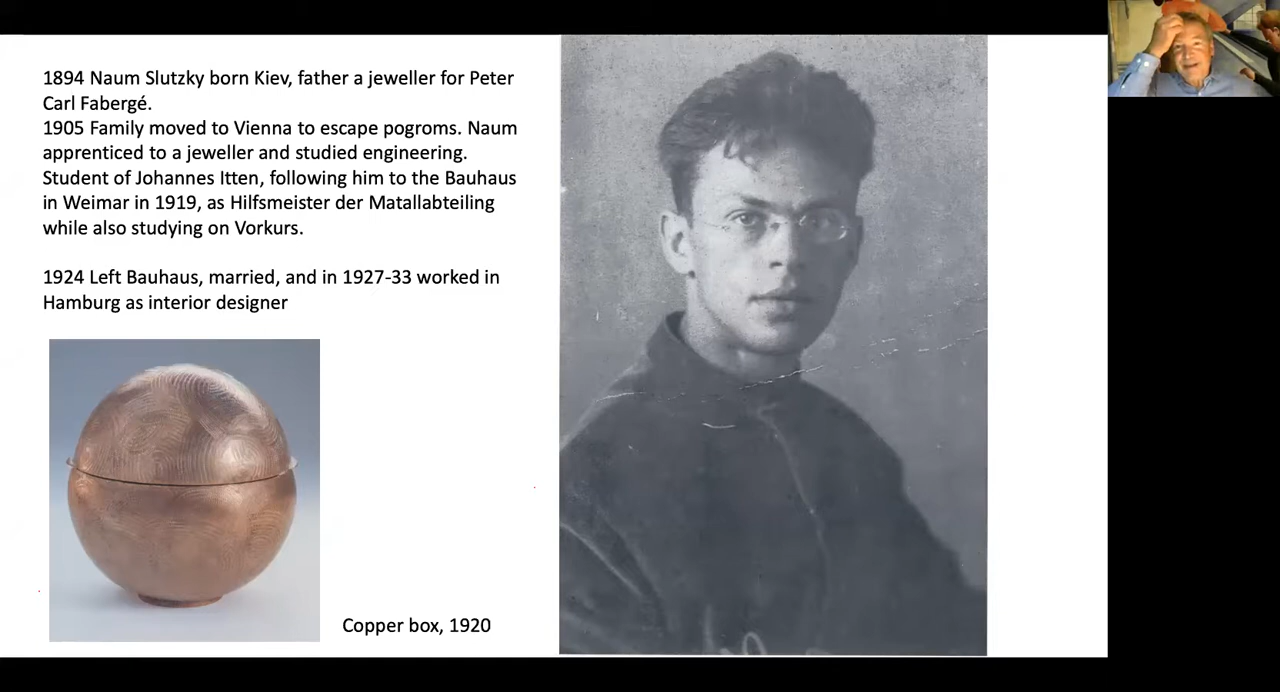 1894 Naum Slutzky born Kiev, father a jeweller for Peter
Carl Fabergé.
1905 Family moved to Vienna to escape pogroms. Naum
apprenticed to a jeweller and studied engineering.
Student of Johannes Itten, following him to the Bauhaus
in Weimar in 1919, as Hilfsmeister der Matallabteiling
while also studying on Vorkurs.
1924 Left Bauhaus, married, and in 1927-33 worked in
Hamburg as interior designer
Copper box, 1920